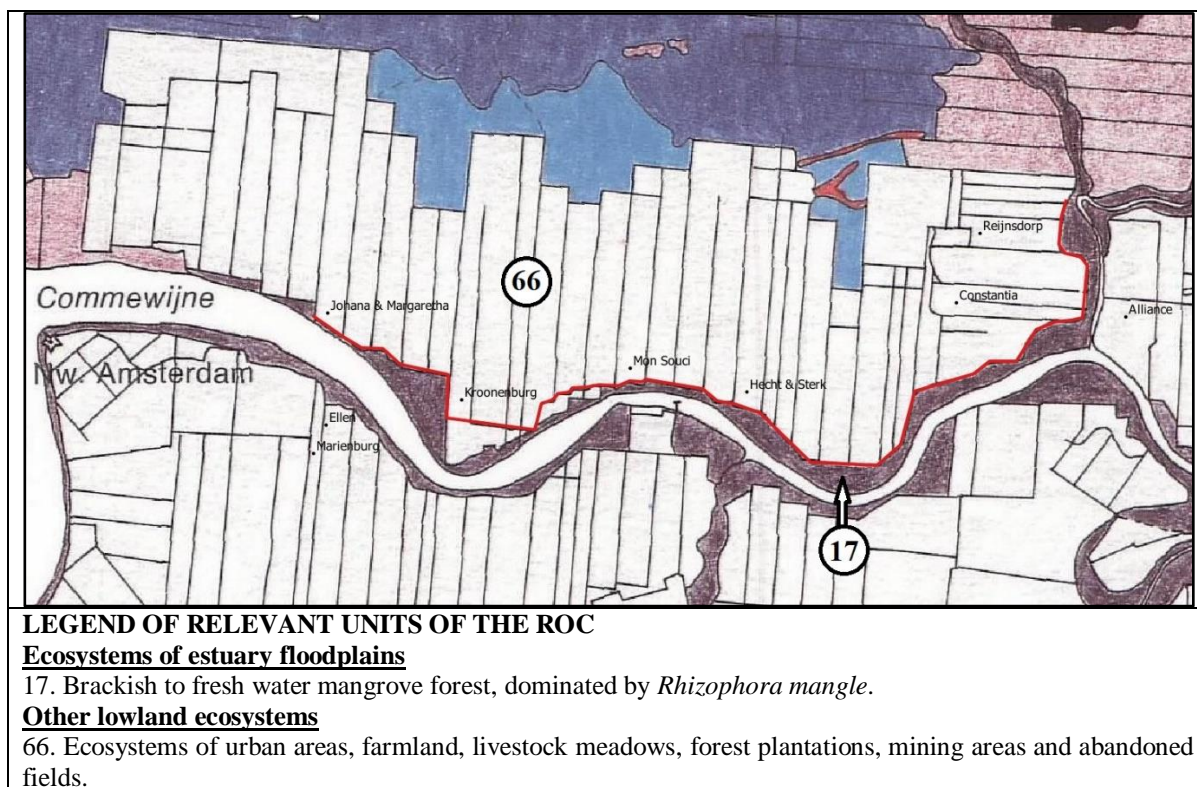 66
Reijnsdorp
Commewijne
Johana & Margaretha
Constantia
Alliance
Nw. Amsterdam
Mon Souci
Kroonenburg
Hecht & Sterk
Ellen
Marienburg
17
LEGEND OF RELEVANT UNITS OF THE ROC
Ecosystems of estuary floodplains
17. Brackish to fresh water mangrove forest, dominated by Rhizophora mangle.
Other lowland ecosystems
66. Ecosystems of urban areas, farmland, livestock meadows, forest plantations, mining areas and abandoned
fields.